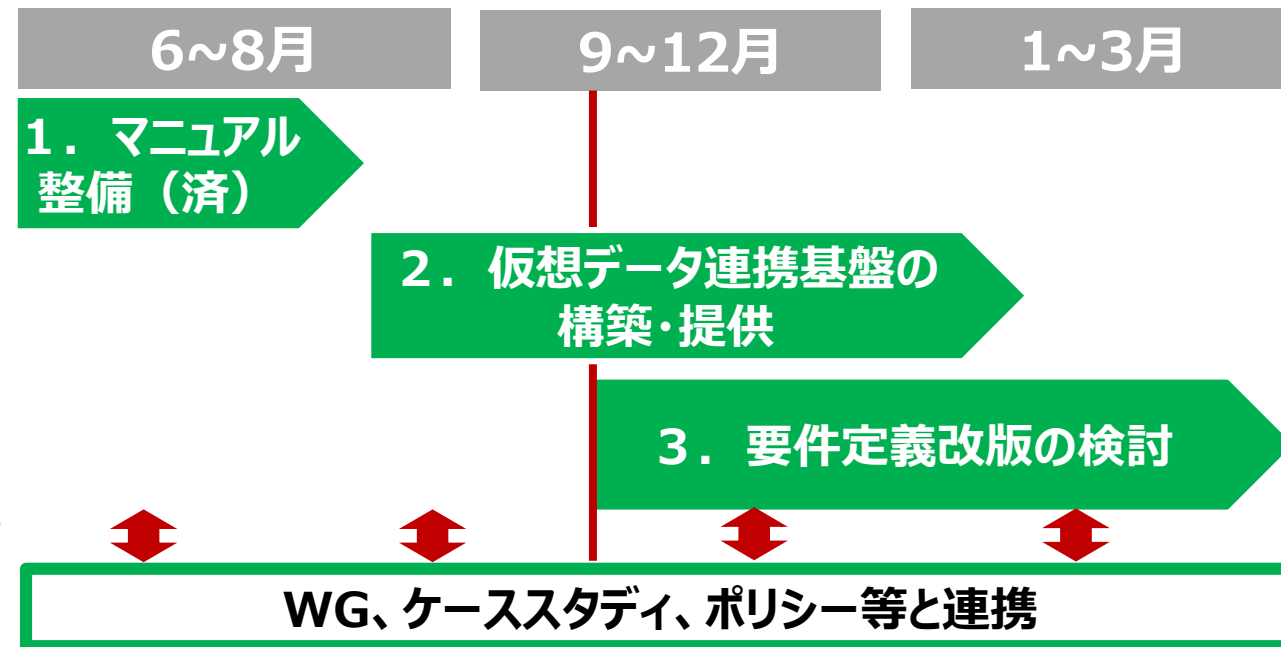 6~8月
9~12月
1~3月
１．マニュアル
整備（済）
２．仮想データ連携基盤の
構築・提供
３．要件定義改版の検討
WG、ケーススタディ、ポリシー等と連携